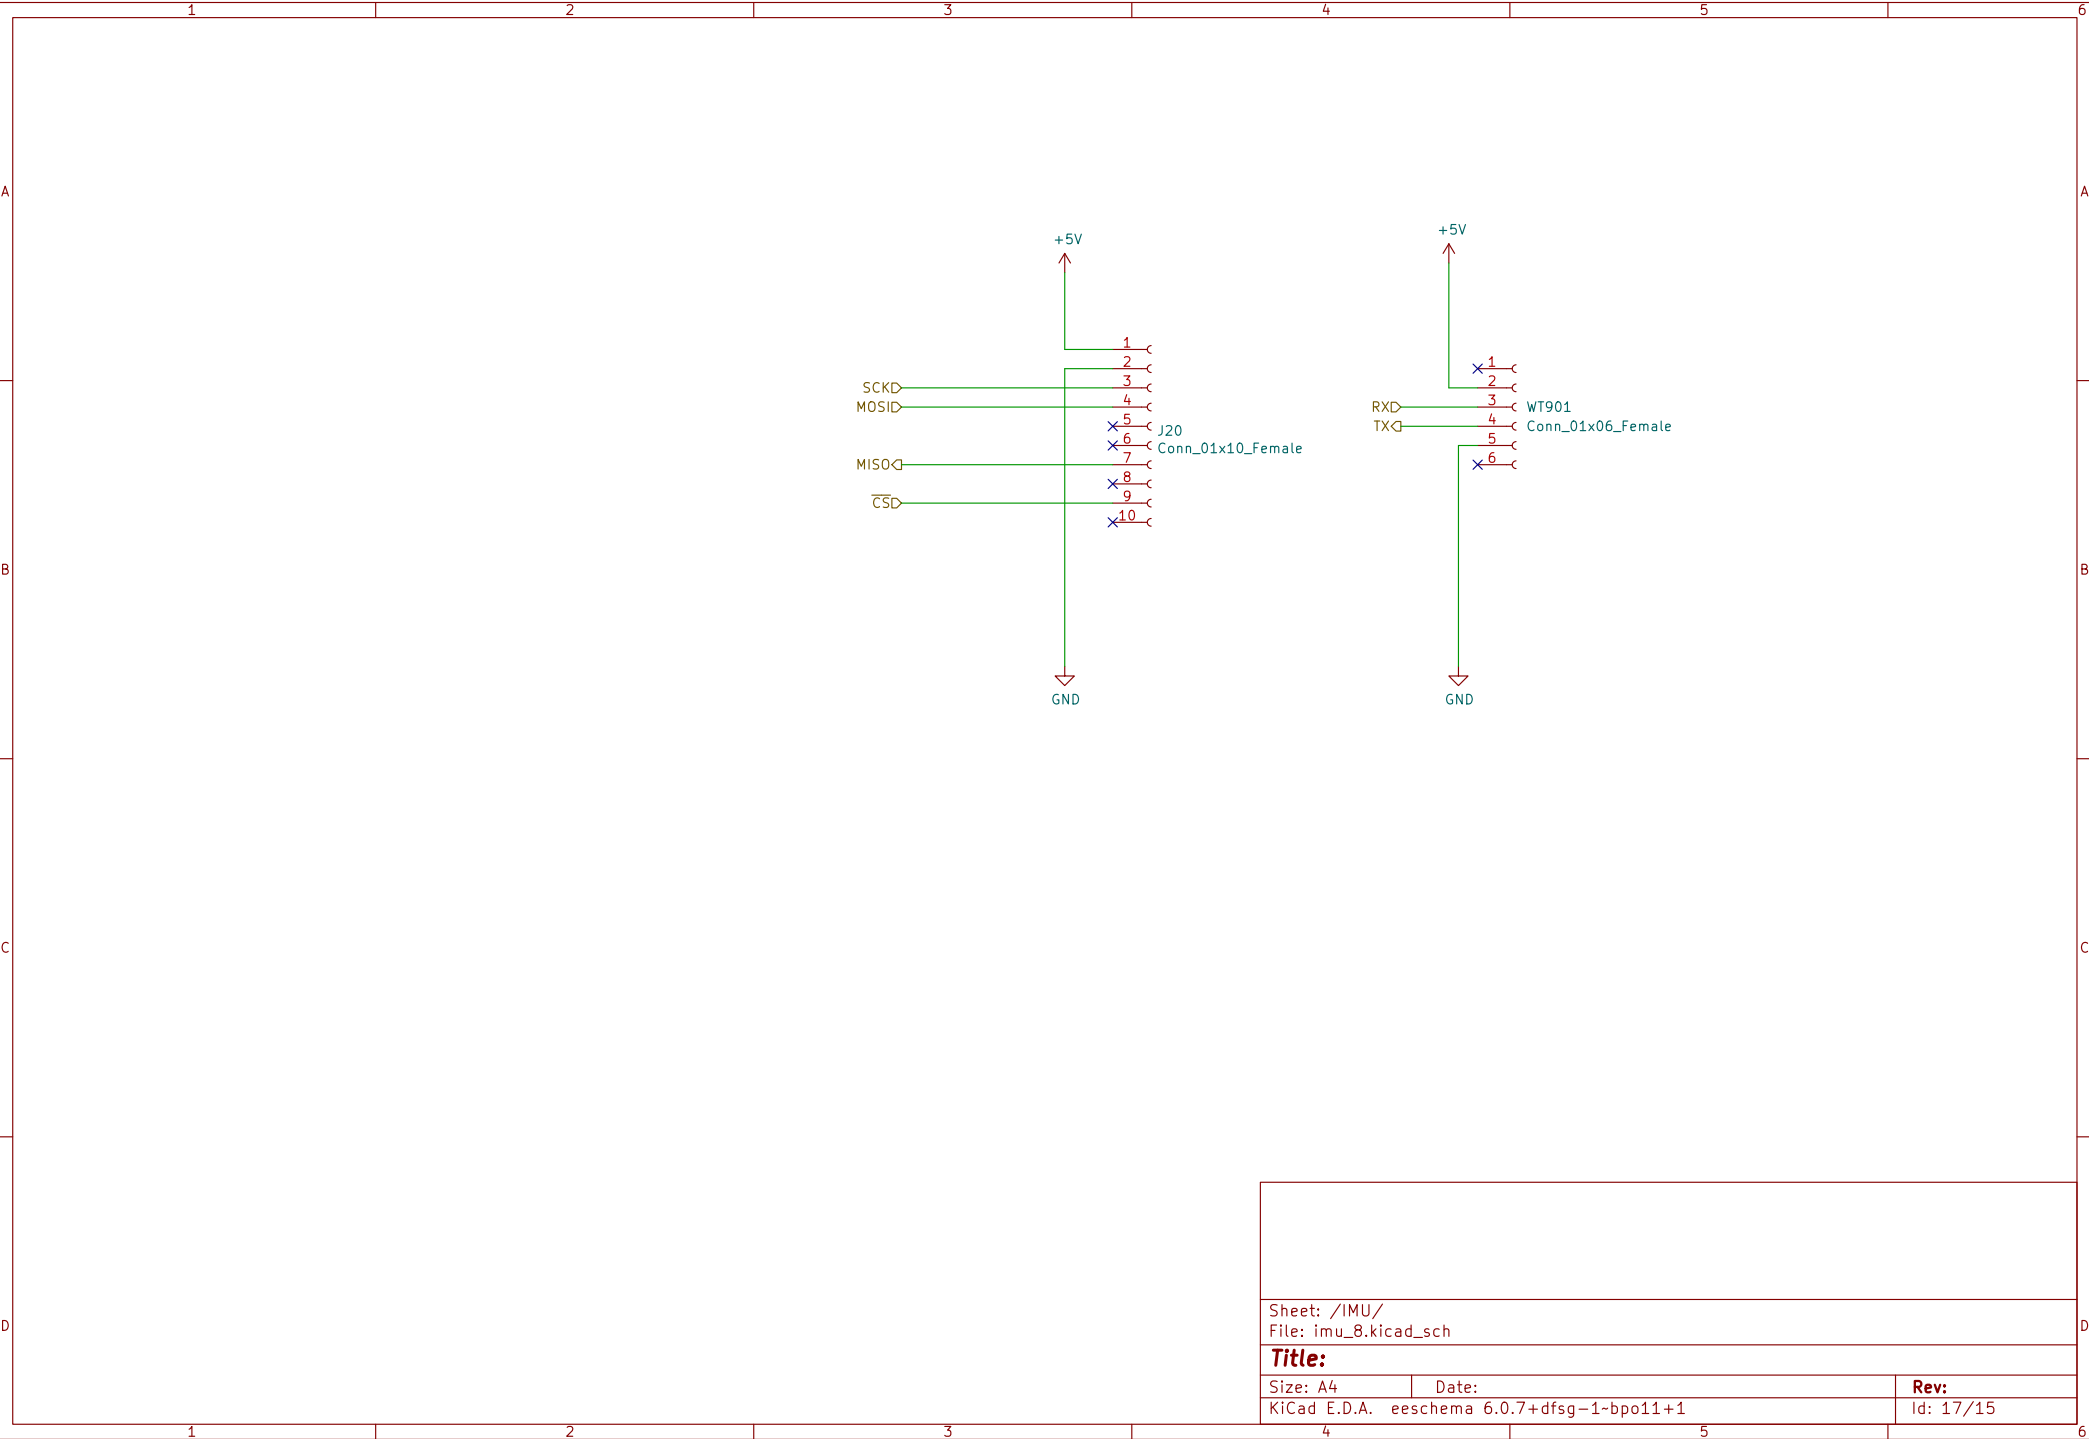 1 2 3 4 5 6
A A
+5V +5V
1
2
SCK 3
MOSI 4
5
6
MISO 7
8
CS 9
10
J20
Conn_01x10_Female
1
2
RX 3
TX 4
5
6
WT901
Conn_01x06_Female
B B
GND GND
C C
D D
Sheet: /IMU/
File: imu_8.kicad_sch
Title:
Size: A4 Date: Rev:
KiCad E.D.A. eeschema 6.0.7+dfsg-1~bpo11+1 Id: 17/15
1 2 3 4 5 6